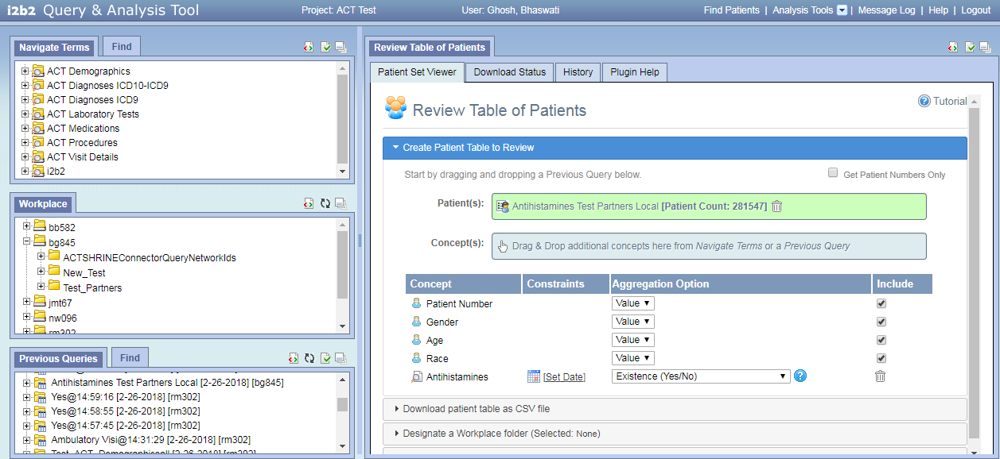 i2b2 Query & Analysis Tool
Project: ACT Test
User: Ghosh, Bhaswati
Find Patients | Analysis Tools | Message Log | Help | Logout
Navigate Terms
Find
ACT Demographics
ACT Diagnoses ICD10-ICD9
ACT Diagnoses ICD9
ACT Laboratory Tests
ACT Medications
ACT Procedures
ACT Visit Details
i2b2
Workplace
bb582
bg845
ACTSHRINEConnectorQueryNetworkIds
New_Test
Test_Partners
jmt67
nw096
rm302
Previous Queries
Find
Antihistamines Test Partners Local [2-26-2018] [bg845]
Yes@14:59:16 [2-26-2018] [rm302]
Yes@14:58:55 [2-26-2018] [rm302]
Yes@14:57:45 [2-26-2018] [rm302]
Ambulatory Visi@14:31:29 [2-26-2018] [rm302]
Review Table of Patients
Patient Set Viewer
Download Status
History
Plugin Help
Review Table of Patients
Tutorial
Create Patient Table to Review
Start by dragging and dropping a Previous Query below.
Get Patient Numbers Only
Patient(s):
Antihistamines Test Partners Local [Patient Count: 281547]
Concept(s):
Drag & Drop additional concepts here from Navigate Terms or a Previous Query
Concept Constraints Aggregation Option Include
Patient Number Value
Gender Value
Age Value
Race Value
Antihistamines [Set Date] Existence (Yes/No)
Download patient table as CSV file
Designate a Workplace folder (Selected: None)